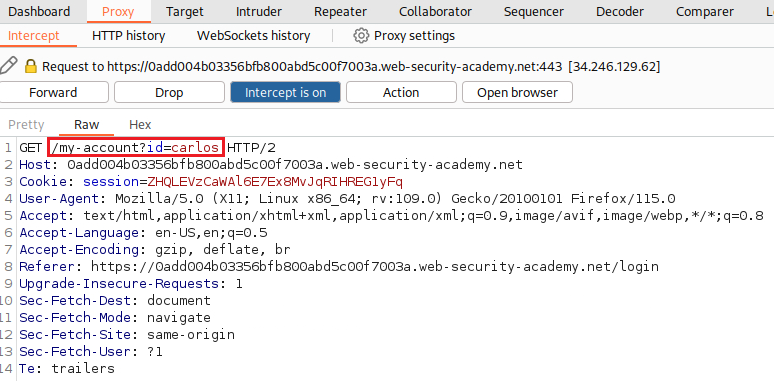 Dashboard Proxy Target Intruder Repeater Collaborator Sequencer Decoder Comparer
Intercept HTTP history WebSockets history Proxy settings
Request to https://0add004b03356bfb800abd5c00f7003a.web-security-academy.net:443 [34.246.129.62]
Forward Drop Intercept is on Action Open browser
Pretty Raw Hex
1 GET /my-account?id=carlos HTTP/2
2 Host: 0add004b03356bfb800abd5c00f7003a.web-security-academy.net
3 Cookie: session=ZHQLEVzCaWAl6E7Ex8MvJqRIHREG1yFq
4 User-Agent: Mozilla/5.0 (X11; Linux x86_64; rv:109.0) Gecko/20100101 Firefox/115.0
5 Accept: text/html,application/xhtml+xml,application/xml;q=0.9,image/avif,image/webp,*/*;q=0.8
6 Accept-Language: en-US,en;q=0.5
7 Accept-Encoding: gzip, deflate, br
8 Referer: https://0add004b03356bfb800abd5c00f7003a.web-security-academy.net/login
9 Upgrade-Insecure-Requests: 1
10 Sec-Fetch-Dest: document
11 Sec-Fetch-Mode: navigate
12 Sec-Fetch-Site: same-origin
13 Sec-Fetch-User: ?1
14 Te: trailers